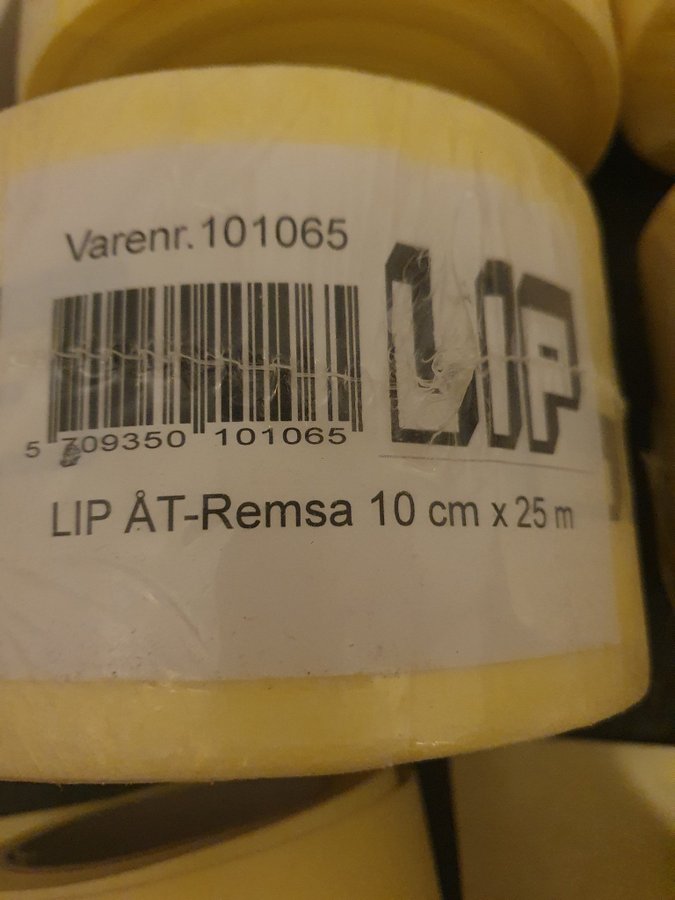 Varenr. 101065
LIP
5 709350 101065
LIP ÅT-Remsa 10 cm x 25 m